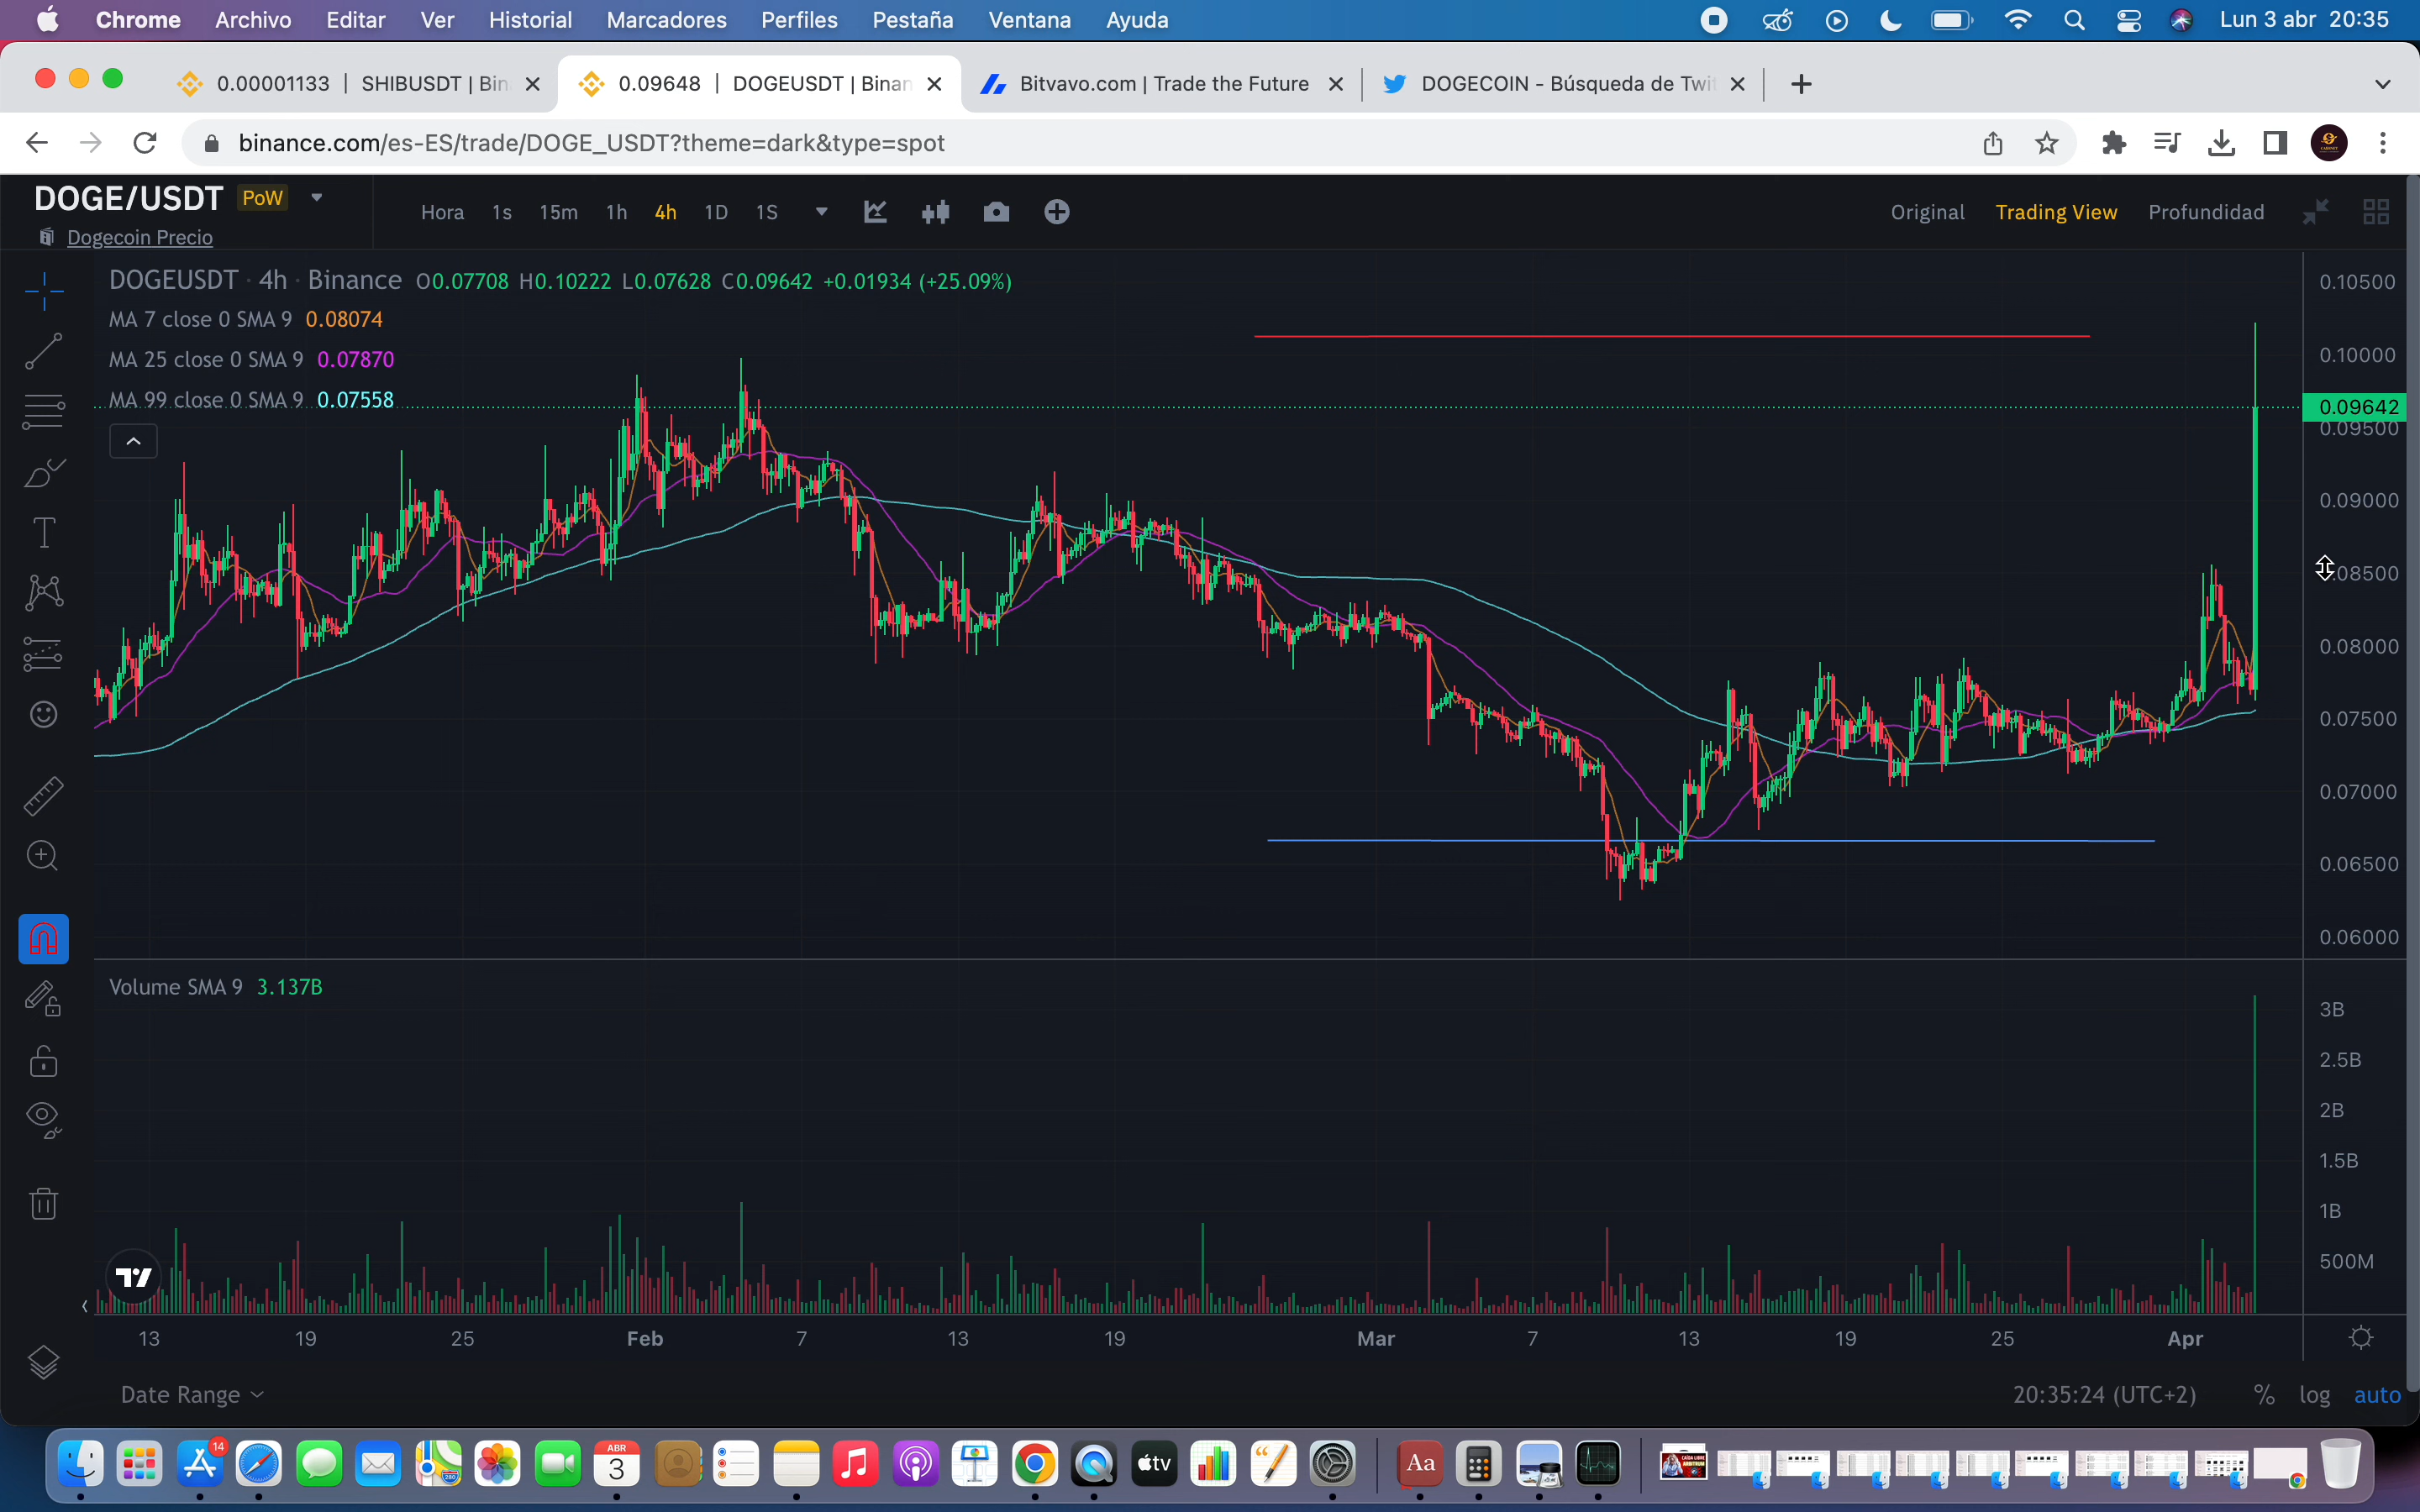 Chrome Archivo Editar Ver Historial Marcadores Perfiles Pestaña Ventana Ayuda Lun 3 abr 20:35
0.00001133 | SHIBUSDT | Bin 0.09648 | DOGEUSDT | Binan Bitvavo.com | Trade the Future DOGECOIN - Búsqueda de Twi
binance.com/es-ES/trade/DOGE_USDT?theme=dark&type=spot
DOGE/USDT PoW
Hora 1s 15m 1h 4h 1D 1S Original Trading View Profundidad
Dogecoin Precio
DOGEUSDT · 4h · Binance O0.07708 H0.10222 L0.07628 C0.09642 +0.01934 (+25.09%)
MA 7 close 0 SMA 9 0.08074
MA 25 close 0 SMA 9 0.07870
MA 99 close 0 SMA 9 0.07558
0.10500
0.10000
0.09642
0.09500
0.09000
0.08500
0.08000
0.07500
0.07000
0.06500
0.06000
Volume SMA 9 3.137B
3B
2.5B
2B
1.5B
1B
500M
13 19 25 Feb 7 13 19 Mar 7 13 19 25 Apr
Date Range 20:35:24 (UTC+2) % log auto
14
ABR
3
280
tv
Aa